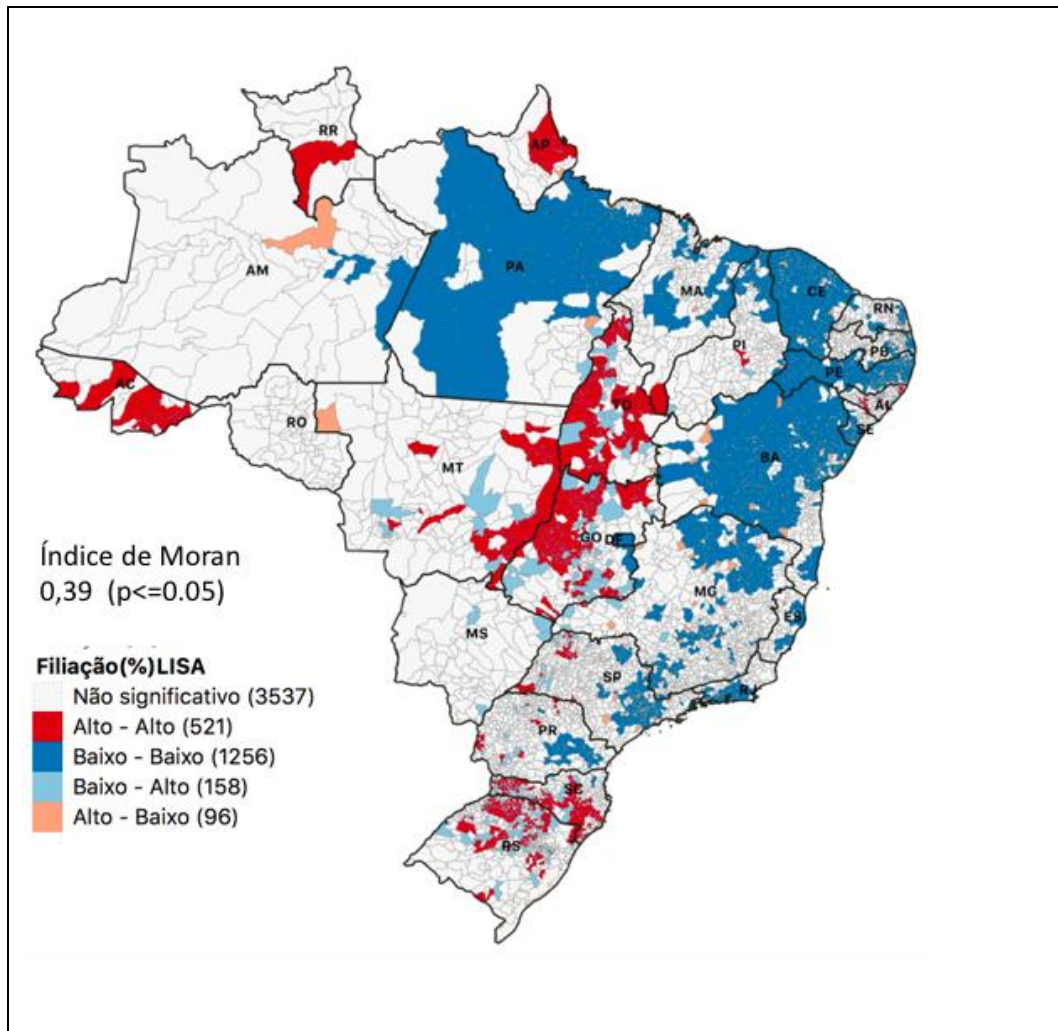 RR
AP
AM
PA
MA
CE
RN
PI
PB
PE
AC
TO
AL
SE
RO
BA
MT
GO
DF
Índice de Moran
0,39 (p<=0.05)
MG
ES
MS
SP
RJ
Filiação(%)LISA
Não significativo (3537)
Alto - Alto (521)
PR
Baixo - Baixo (1256)
Baixo - Alto (158)
SC
Alto - Baixo (96)
RS